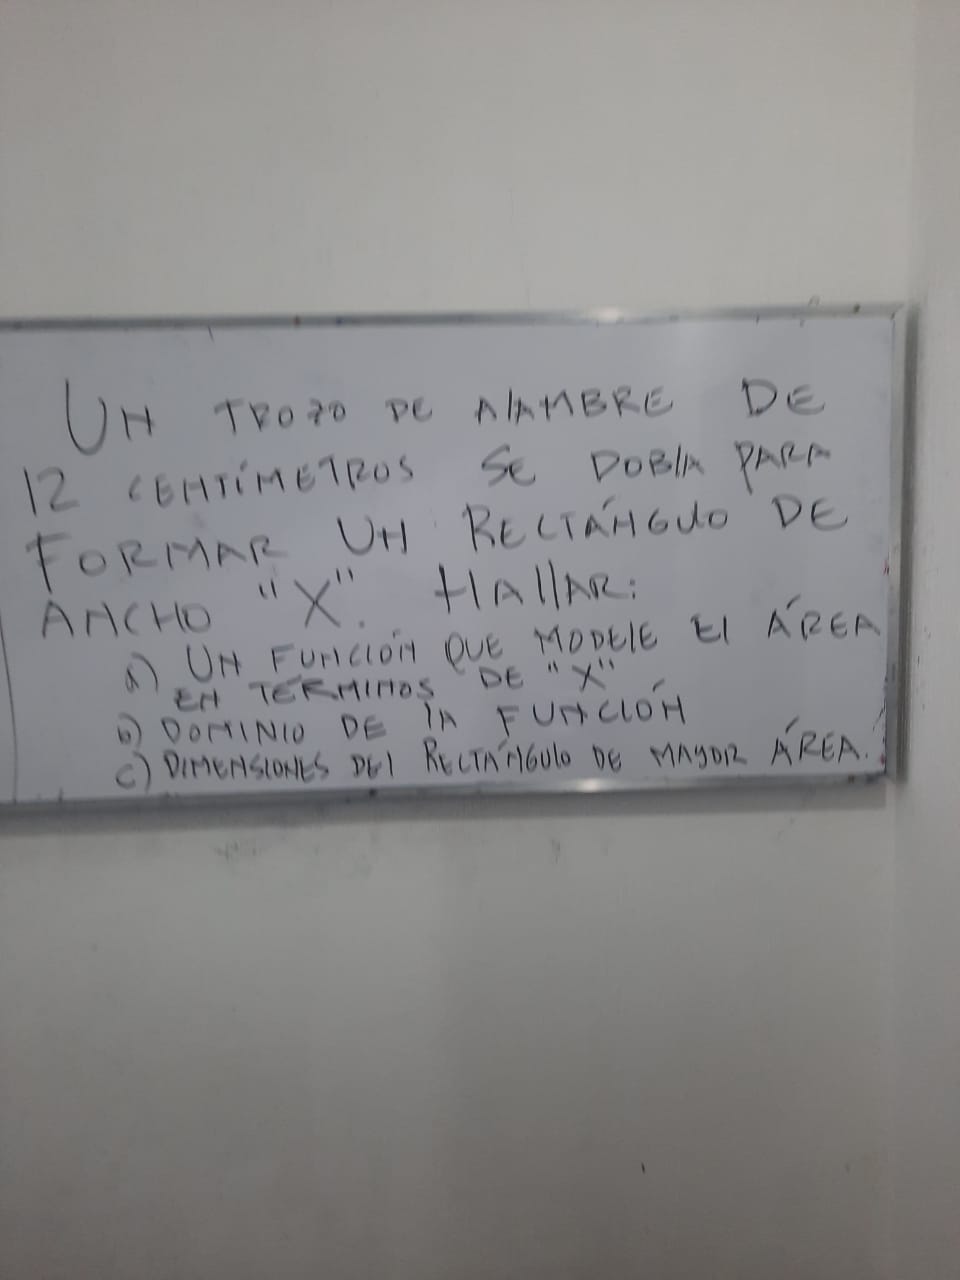 UN TROZO DE ALAMBRE DE
12 CENTÍMETROS SE DOBLA PARA
FORMAR UN RECTÁNGULO DE
ANCHO "X". HALLAR:
a) UN FUNCIÓN QUE MODELE El ÁREA
EN TÉRMINOS DE "X"
b) DOMINIO DE lA FUNCIÓN
c) DIMENSIONES DEl RECTÁNGULO DE MAYOR ÁREA.